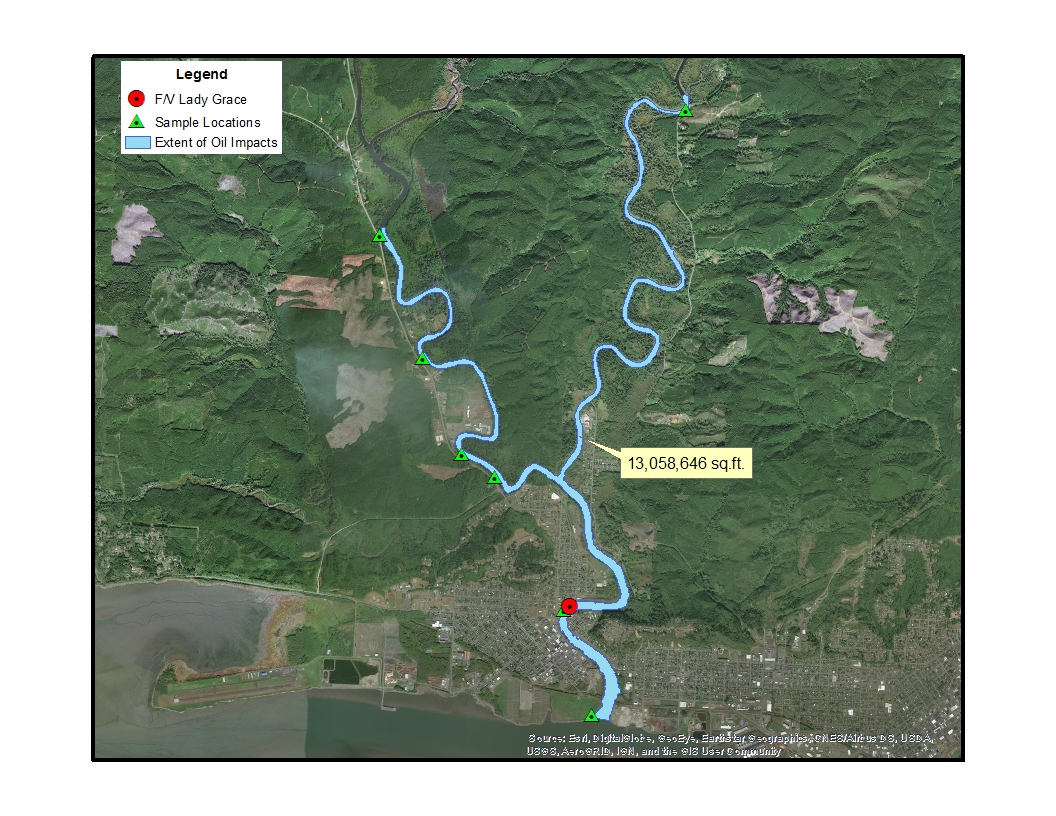 Legend
F/V Lady Grace
Sample Locations
Extent of Oil Impacts
13,058,646 sq.ft.
Source: Esri, DigitalGlobe, GeoEye, Earthstar Geographics, CNES/Airbus DS, USDA,
USGS, AeroGRID, IGN, and the GIS User Community